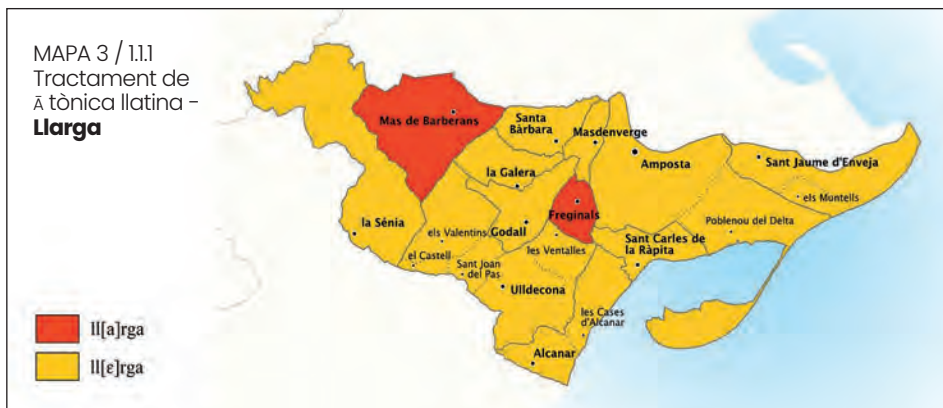 MAPA 3 / 1.1.1
Tractament de
Ā tònica llatina -
Llarga
Mas de Barberans
Santa
Bàrbara
Masdenverge
Amposta
Sant Jaume d'Enveja
els Muntells
la Galera
Freginals
Poblenou del Delta
la Sénia
els Valentins
Godall
les Ventalles
Sant Carles de
la Ràpita
el Castell
Sant Joan
del Pas
Ulldecona
les Cases
d'Alcanar
Alcanar
ll[a]rga
ll[ɐ]rga